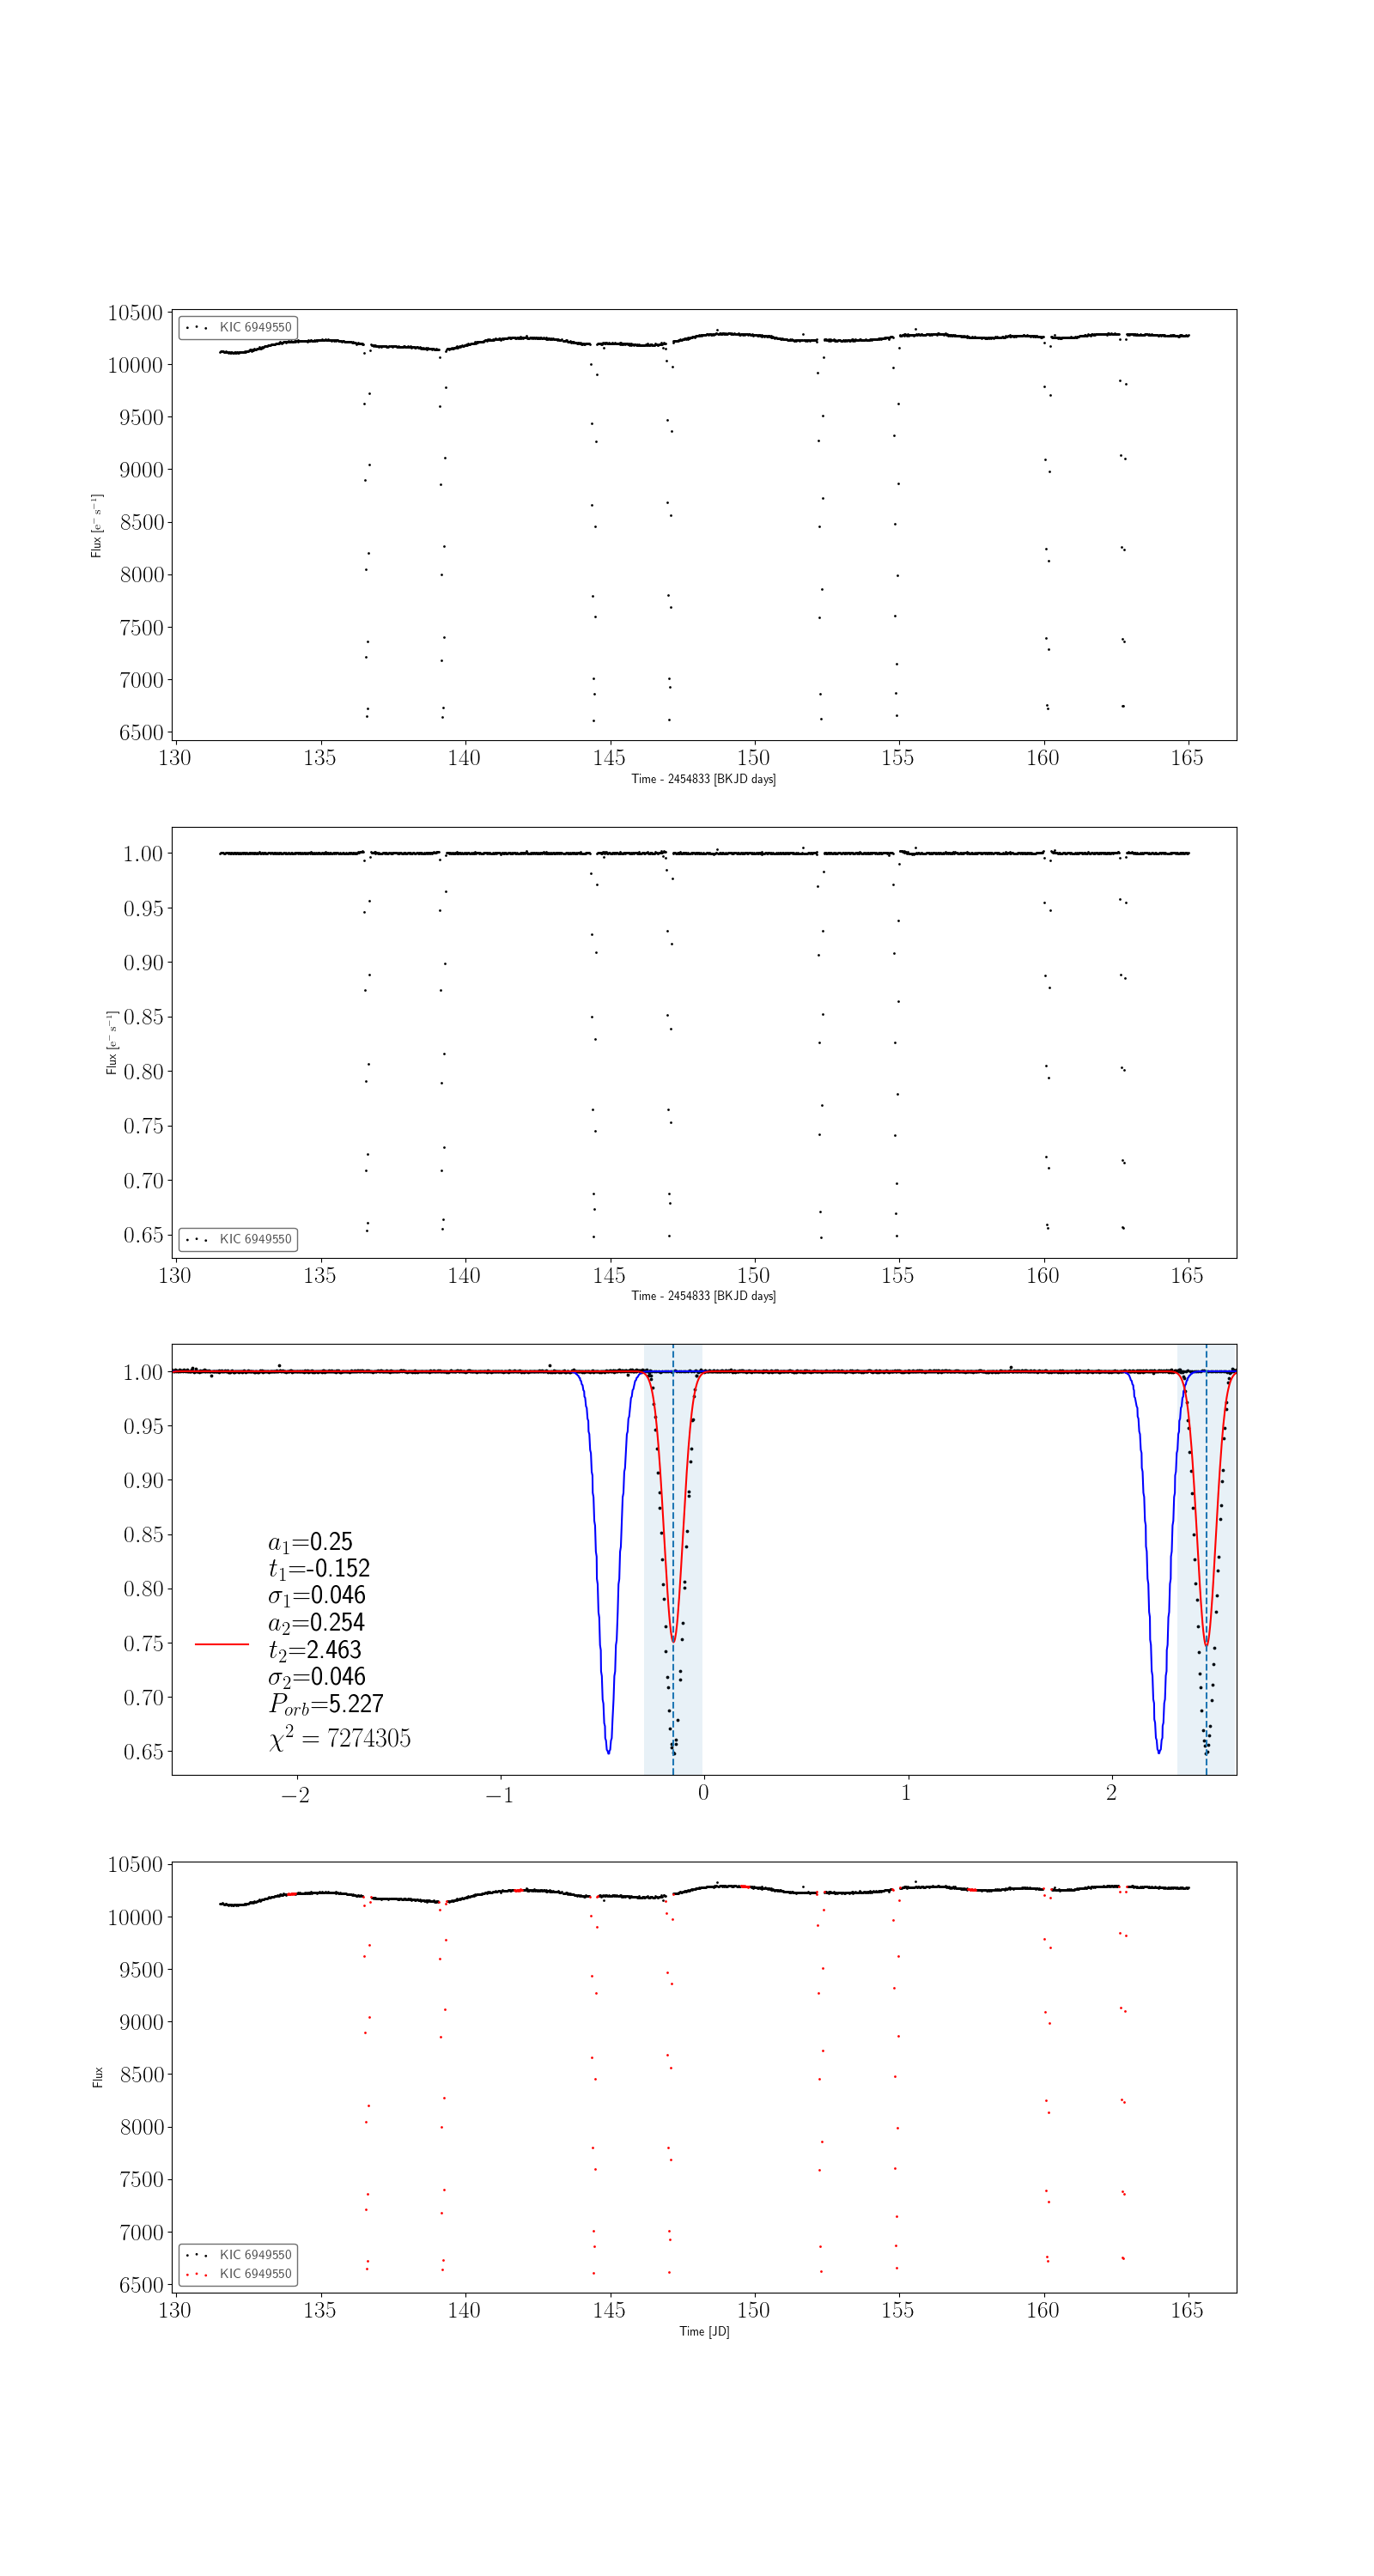 10500
10000
9500
9000
8500
8000
7500
7000
6500
Flux [e⁻ s⁻¹]
KIC 6949550
130 135 140 145 150 155 160 165
Time - 2454833 [BKJD days]
1.00
0.95
0.90
0.85
0.80
0.75
0.70
0.65
Flux [e⁻ s⁻¹]
KIC 6949550
130 135 140 145 150 155 160 165
Time - 2454833 [BKJD days]
1.00
0.95
0.90
0.85
0.80
0.75
0.70
0.65
a₁=0.25
t₁=-0.152
σ₁=0.046
a₂=0.254
t₂=2.463
σ₂=0.046
P_orb=5.227
χ² = 7274305
−2 −1 0 1 2
10500
10000
9500
9000
8500
8000
7500
7000
6500
Flux
KIC 6949550
KIC 6949550
130 135 140 145 150 155 160 165
Time [JD]